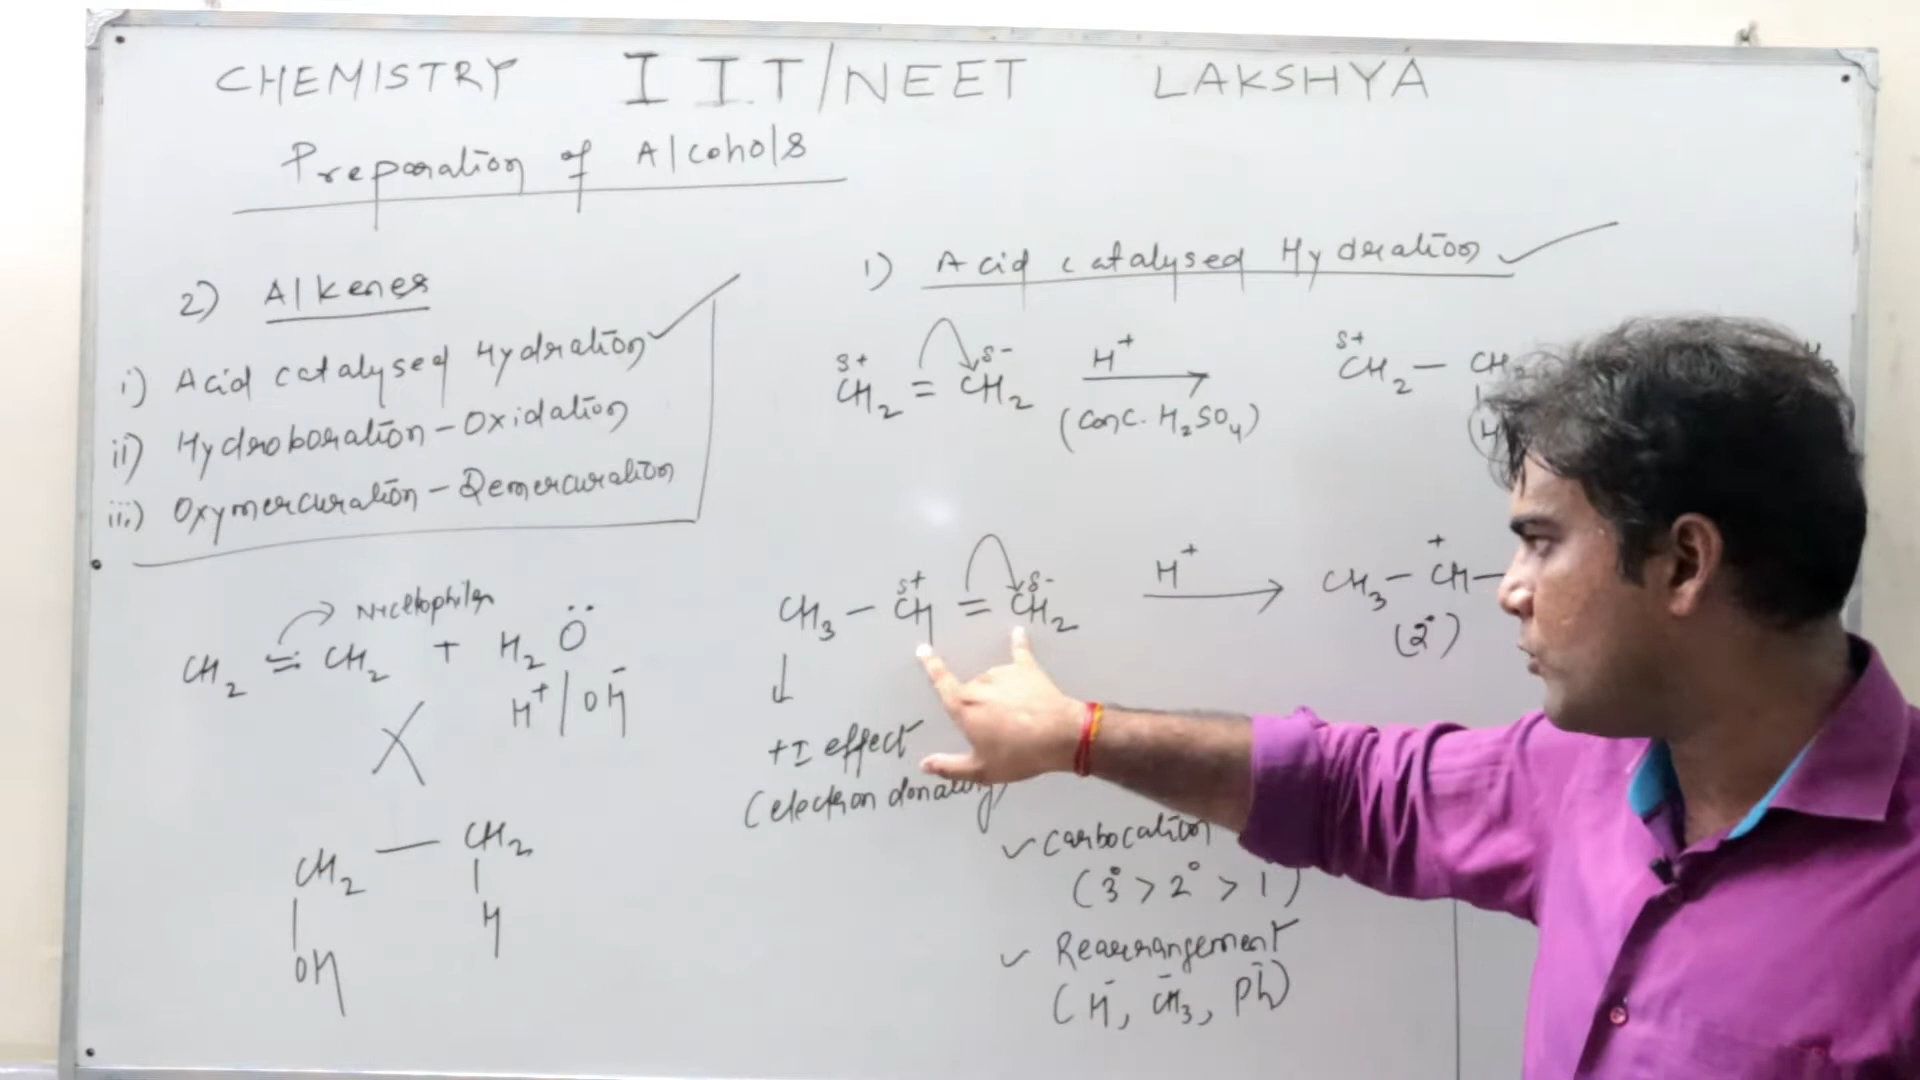 CHEMISTRY IIT/NEET LAKSHYA
Preparation of Alcohols
2) Alkenes
i) Acid catalysed Hydration
ii) Hydroboration-Oxidation
iii.) Oxymercuration-Demercuration
Nucleophiles
CH₂ = CH₂ + H₂Ö
H⁺/OH⁻
X
CH₂ — CH₂
| |
OH H
1) Acid catalysed Hydration
δ+ δ-
CH₂ = CH₂ H⁺ → δ+ CH₂ — CH₂
(Conc. H₂SO₄) (H
CH₃ — CH = CH₂ H⁺ → CH₃ — CH —
δ+ δ- +
(2°)
↓
+I effect
(electron donating)
✓ Carbocation
(3° > 2° > 1)
✓ Rearrangement
(H⁻, CH₃⁻, Ph⁻)